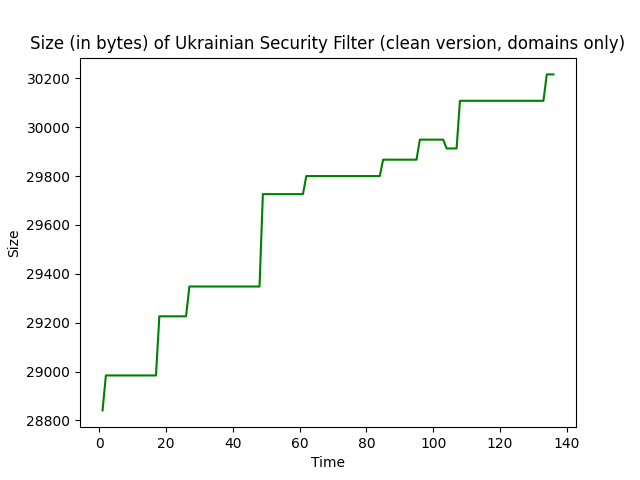 Size (in bytes) of Ukrainian Security Filter (clean version, domains only)
30200
30000
29800
29600
29400
29200
29000
28800
Size
0 20 40 60 80 100 120 140
Time